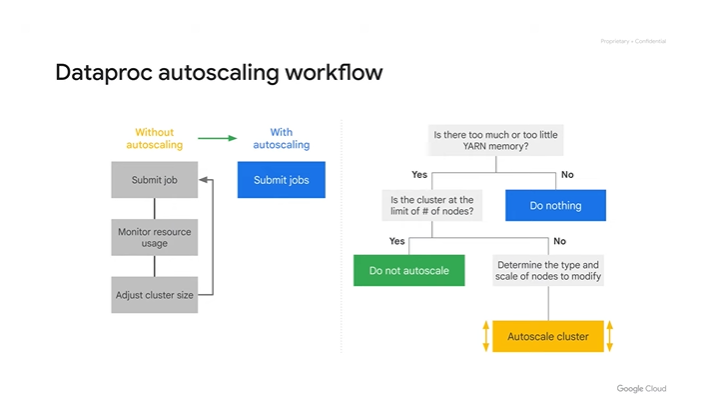 Proprietary + Confidential
Dataproc autoscaling workflow
Without
autoscaling
With
autoscaling
Submit job
Submit jobs
Monitor resource
usage
Adjust cluster size
Is there too much or too little
YARN memory?
Yes
No
Is the cluster at the
limit of # of nodes?
Do nothing
Yes
No
Do not autoscale
Determine the type and
scale of nodes to modify
Autoscale cluster
Google Cloud